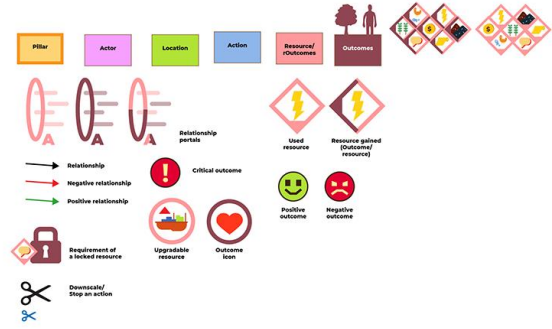 Pillar
Actor
Location
Action
Resource/
rOutcomes
Outcomes
A
A
A
Relationship
portals
Used
resource
Resource gained
(Outcome/
resource)
Relationship
Negative relationship
Positive relationship
!
Critical outcome
Positive
outcome
Negative
outcome
Upgradable
resource
Outcome
icon
Requirement of
a locked resource
Downscale/
Stop an action